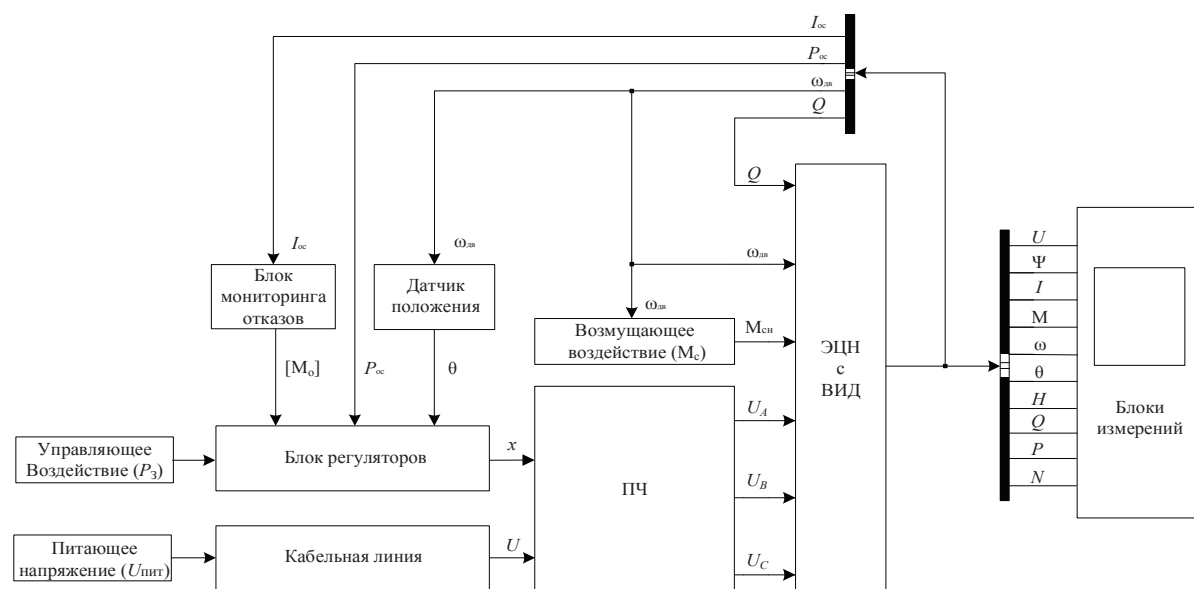 Iос
Pос
ωдв
Q
Q
Iос
ωдв
ωдв
U
Ψ
I
M
ω
θ
H
Q
P
N
Блок
мониторинга
отказов
Датчик
положения
ωдв
Возмущающее
воздействие (Mс)
Mсн
ЭЦН
с
ВИД
Блоки
измерений
[Mо]
Pос
θ
UA
UB
UC
Управляющее
Воздействие (PЗ)
Блок регуляторов
x
ПЧ
Питающее
напряжение (Uпит)
Кабельная линия
U